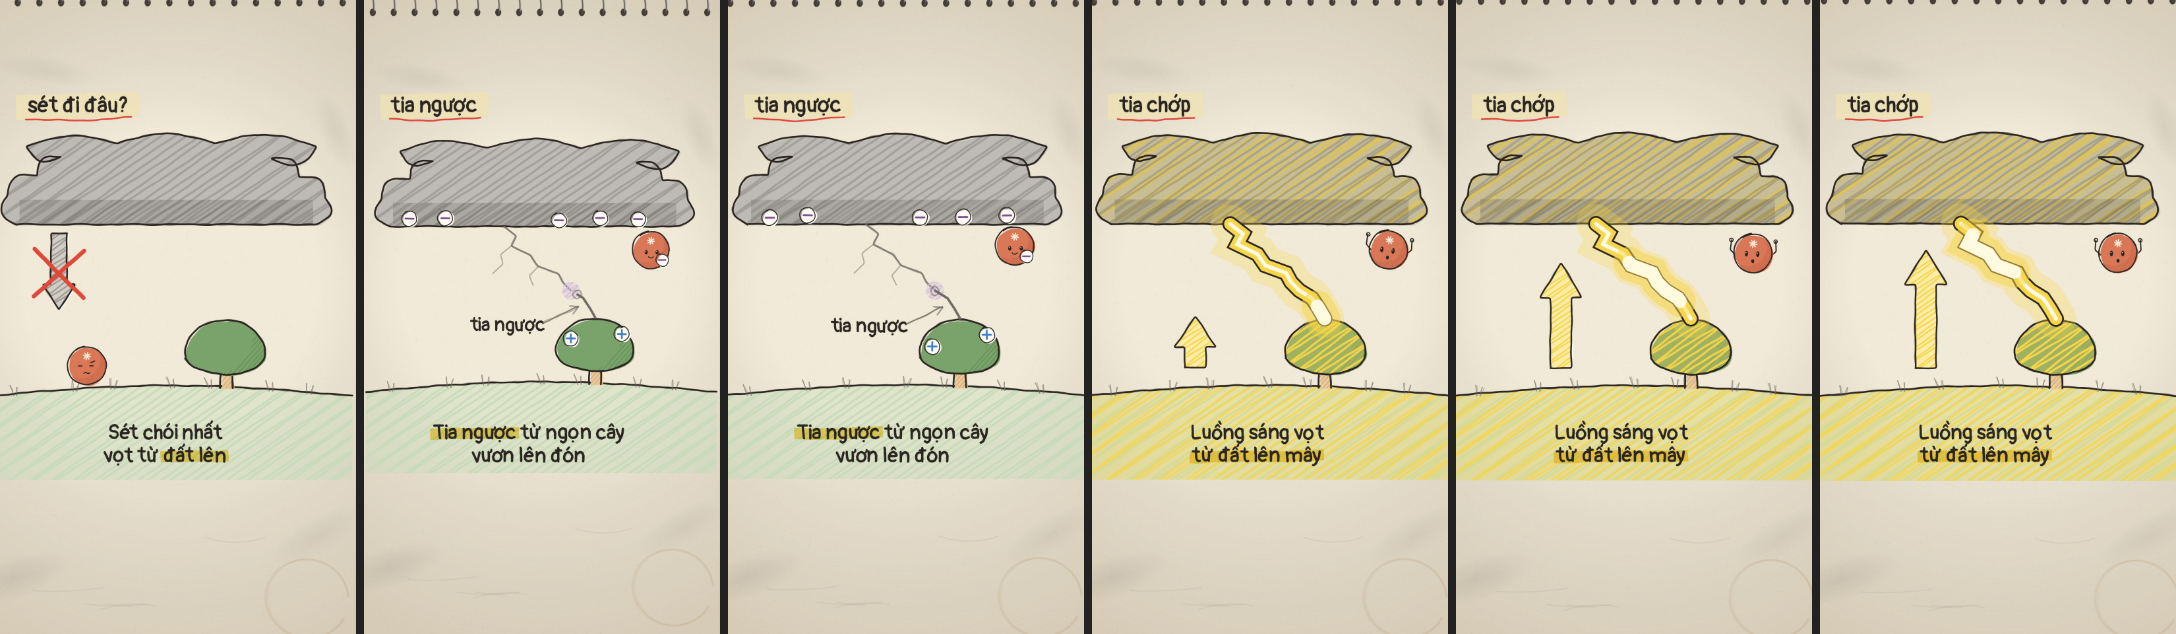 sét đi đâu?
Sét chói nhất
vọt từ đất lên
tia ngược
tia ngược
Tia ngược từ ngọn cây
vươn lên đón
tia ngược
tia ngược
Tia ngược từ ngọn cây
vươn lên đón
tia chớp
Luồng sáng vọt
từ đất lên mây
tia chớp
Luồng sáng vọt
từ đất lên mây
tia chớp
Luồng sáng vọt
từ đất lên mây